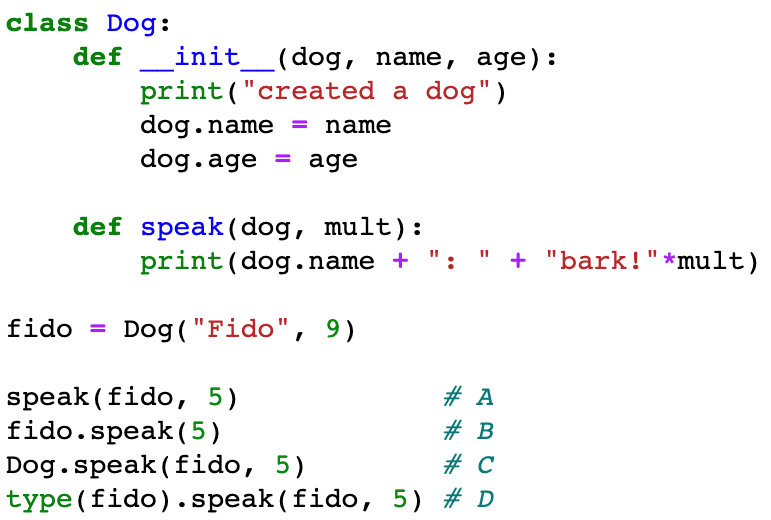 class Dog:
    def __init__(dog, name, age):
        print("created a dog")
        dog.name = name
        dog.age = age

    def speak(dog, mult):
        print(dog.name + ": " + "bark!"*mult)

fido = Dog("Fido", 9)

speak(fido, 5)            # A
fido.speak(5)             # B
Dog.speak(fido, 5)        # C
type(fido).speak(fido, 5) # D